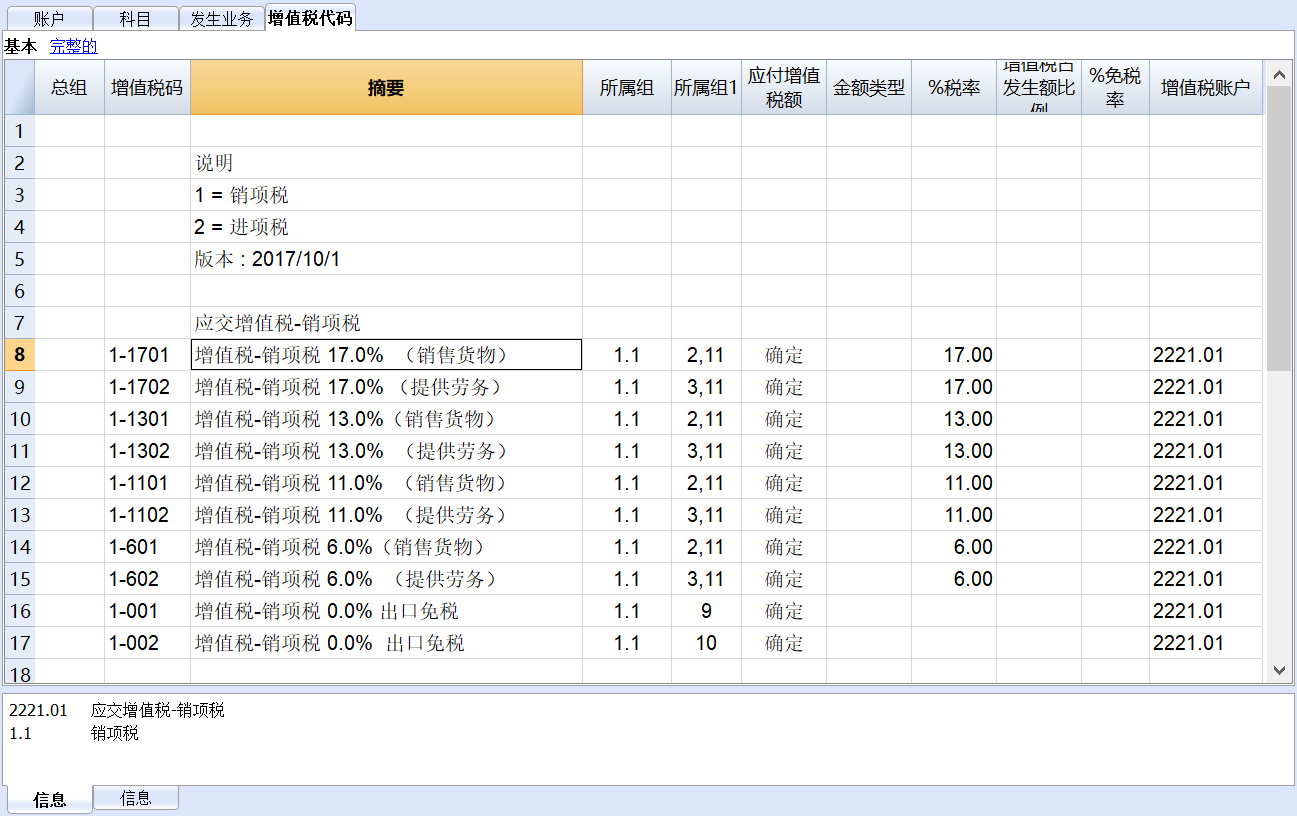 账户 科目 发生业务 增值税代码
基本 完整的
总组 增值税码 摘要 所属组 所属组1 应付增值税额 金额类型 %税率 增值税占发生额比例 %免税率 增值税账户
1
2 说明
3 1 = 销项税
4 2 = 进项税
5 版本 : 2017/10/1
6
7 应交增值税-销项税
8 1-1701 增值税-销项税 17.0% （销售货物） 1.1 2,11 确定 17.00 2221.01
9 1-1702 增值税-销项税 17.0% （提供劳务） 1.1 3,11 确定 17.00 2221.01
10 1-1301 增值税-销项税 13.0%（销售货物） 1.1 2,11 确定 13.00 2221.01
11 1-1302 增值税-销项税 13.0% （提供劳务） 1.1 3,11 确定 13.00 2221.01
12 1-1101 增值税-销项税 11.0% （销售货物） 1.1 2,11 确定 11.00 2221.01
13 1-1102 增值税-销项税 11.0% （提供劳务） 1.1 3,11 确定 11.00 2221.01
14 1-601 增值税-销项税 6.0%（销售货物） 1.1 2,11 确定 6.00 2221.01
15 1-602 增值税-销项税 6.0% （提供劳务） 1.1 3,11 确定 6.00 2221.01
16 1-001 增值税-销项税 0.0% 出口免税 1.1 9 确定 2221.01
17 1-002 增值税-销项税 0.0% 出口免税 1.1 10 确定 2221.01
18
2221.01 应交增值税-销项税
1.1 销项税
信息 信息